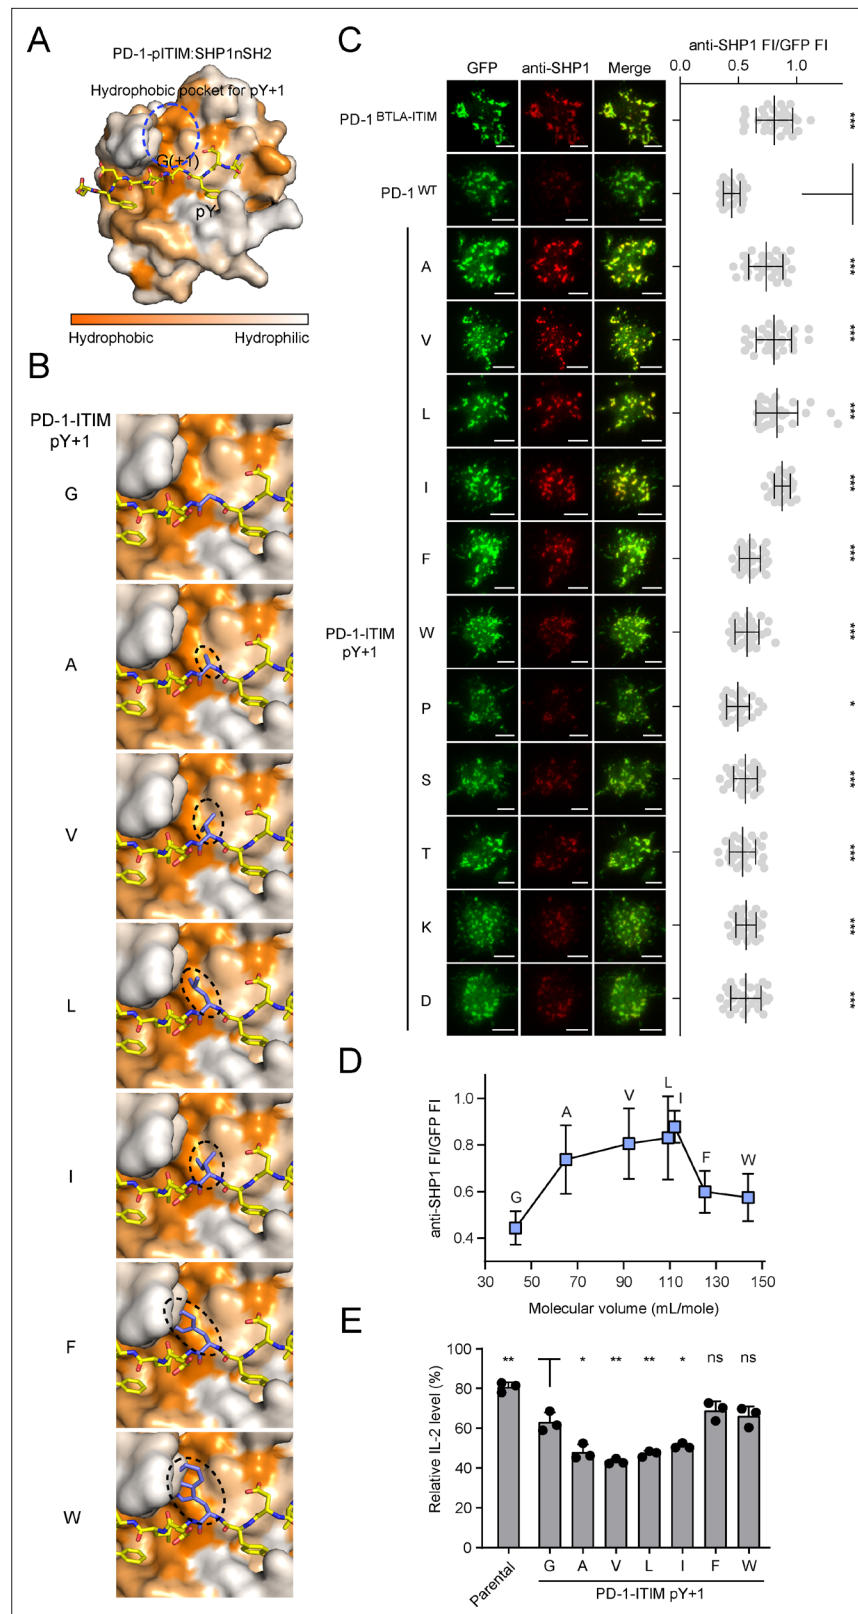 A
PD-1-pITIM:SHP1nSH2
Hydrophobic pocket for pY+1
G(+1)
pY
Hydrophobic
Hydrophilic
B
PD-1-ITIM
pY+1
G
A
V
L
I
F
W
C
anti-SHP1 FI/GFP FI
0.0 0.5 1.0
GFP anti-SHP1 Merge
PD-1 BTLA-ITIM
***
PD-1 WT
A
***
V
***
L
***
I
***
F
***
PD-1-ITIM
pY+1
W
***
P
*
S
***
T
***
K
***
D
***
D
anti-SHP1 FI/GFP FI
1.0
0.8
0.6
0.4
G
A
V
L
I
F
W
30 50 70 90 110 130 150
Molecular volume (mL/mole)
E
Relative IL-2 level (%)
100
80
60
40
20
0
** * ** ** * ns ns
Parental G A V L I F W
PD-1-ITIM pY+1